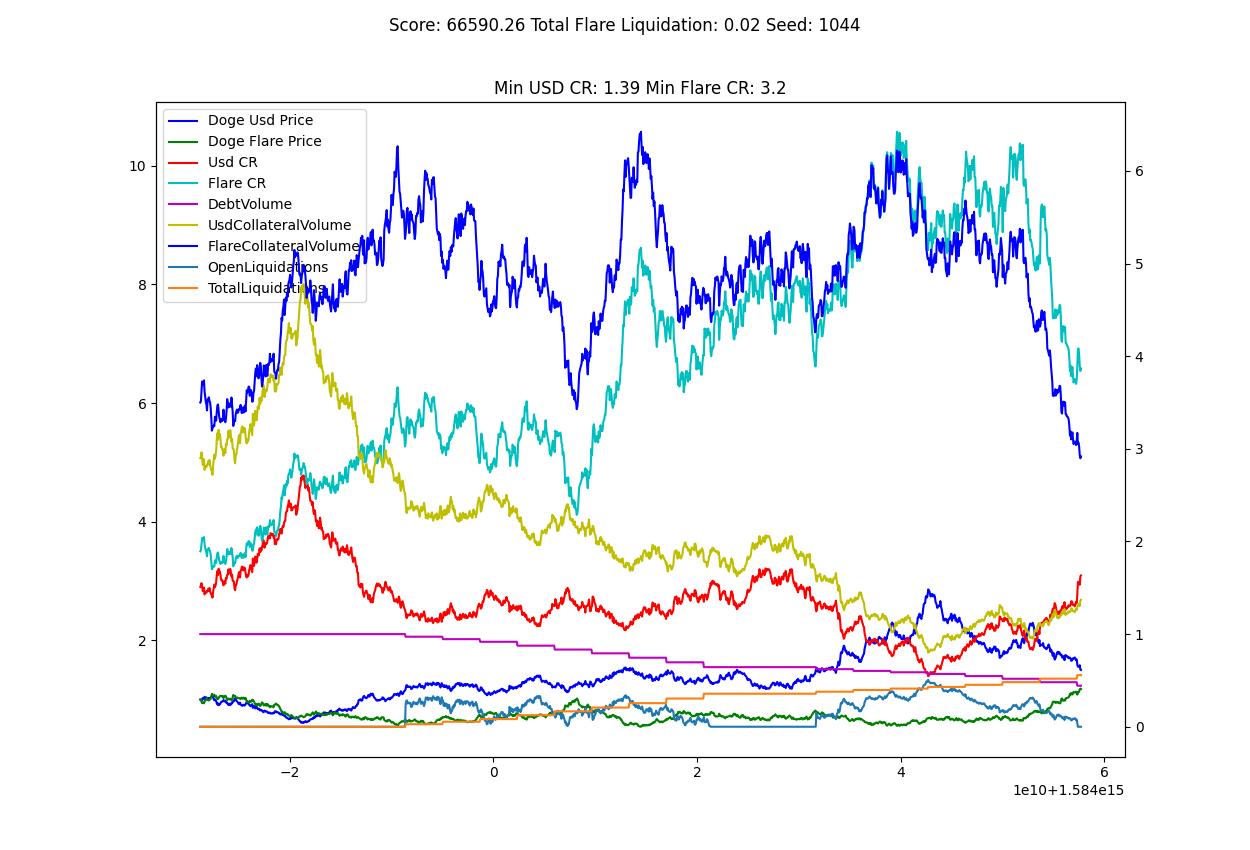 Score: 66590.26 Total Flare Liquidation: 0.02 Seed: 1044
Min USD CR: 1.39 Min Flare CR: 3.2
Doge Usd Price
Doge Flare Price
Usd CR
Flare CR
DebtVolume
UsdCollateralVolume
FlareCollateralVolume
OpenLiquidations
TotalLiquidations
10
8
6
4
2
6
5
4
3
2
1
0
−2
0
2
4
6
1e10+1.584e15